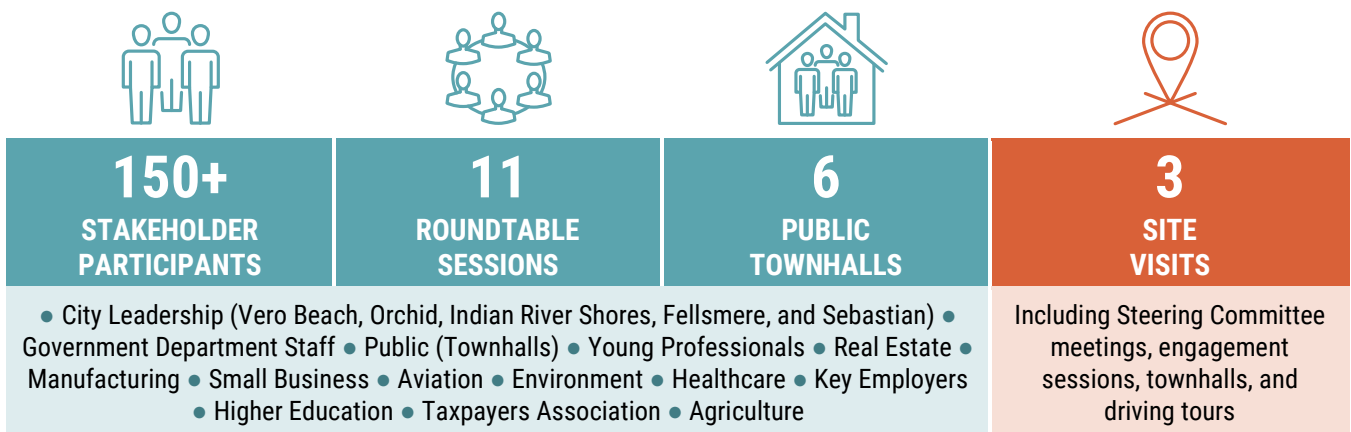 150+
STAKEHOLDER
PARTICIPANTS
11
ROUNDTABLE
SESSIONS
6
PUBLIC
TOWNHALLS
3
SITE
VISITS
● City Leadership (Vero Beach, Orchid, Indian River Shores, Fellsmere, and Sebastian) ●
Government Department Staff ● Public (Townhalls) ● Young Professionals ● Real Estate ●
Manufacturing ● Small Business ● Aviation ● Environment ● Healthcare ● Key Employers
● Higher Education ● Taxpayers Association ● Agriculture
Including Steering Committee
meetings, engagement
sessions, townhalls, and
driving tours